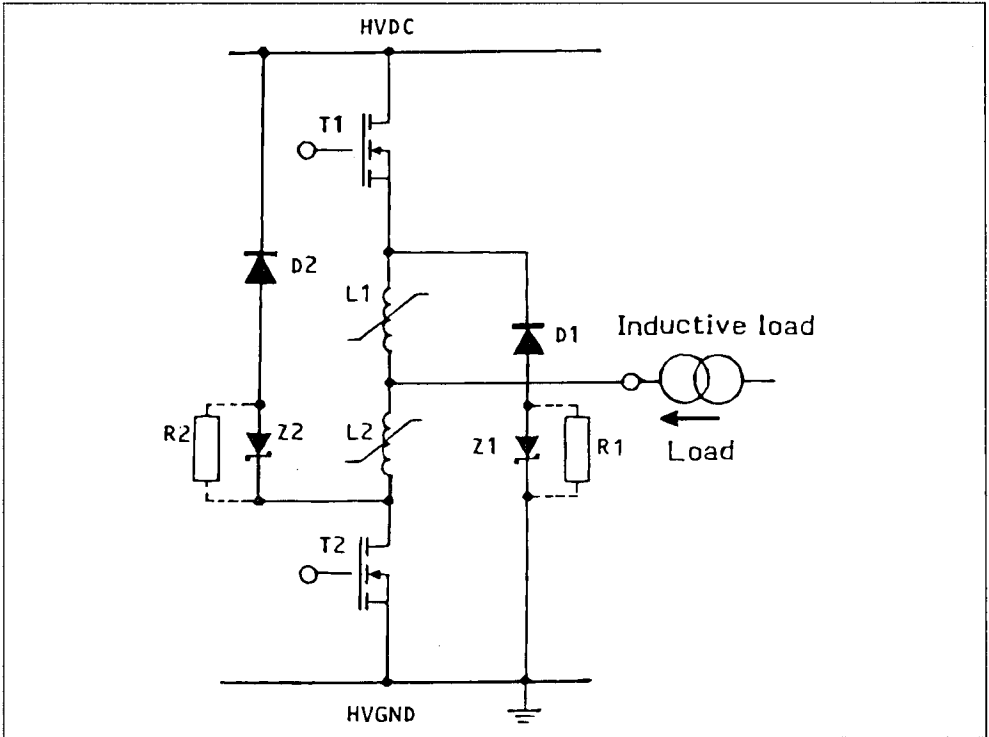 HVDC
T1
D2
L1
D1
Inductive load
R2
Z2
L2
Z1
R1
Load
T2
HVGND